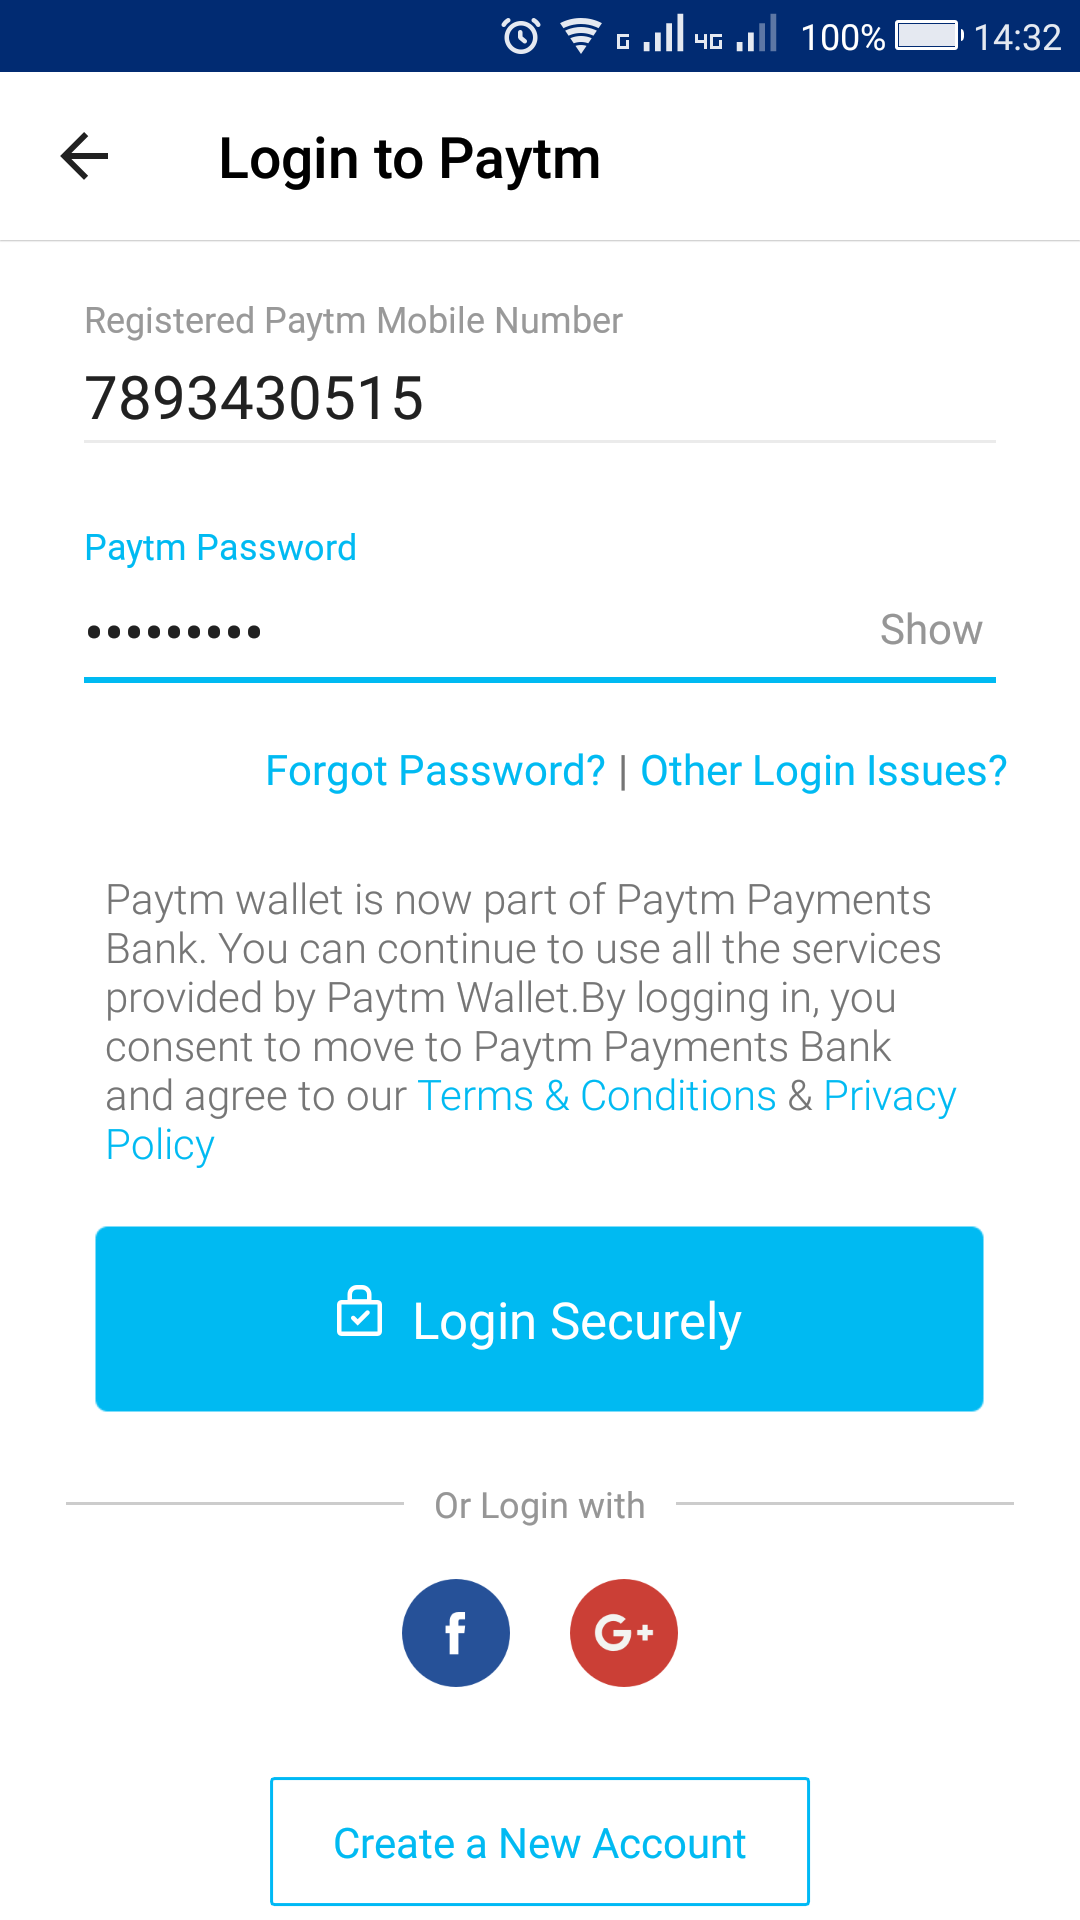 G 4G 100% 14:32
Login to Paytm
Registered Paytm Mobile Number
7893430515
Paytm Password
••••••••• Show
Forgot Password? | Other Login Issues?
Paytm wallet is now part of Paytm Payments
Bank. You can continue to use all the services
provided by Paytm Wallet.By logging in, you
consent to move to Paytm Payments Bank
and agree to our Terms & Conditions & Privacy
Policy
Login Securely
Or Login with
f G+
Create a New Account